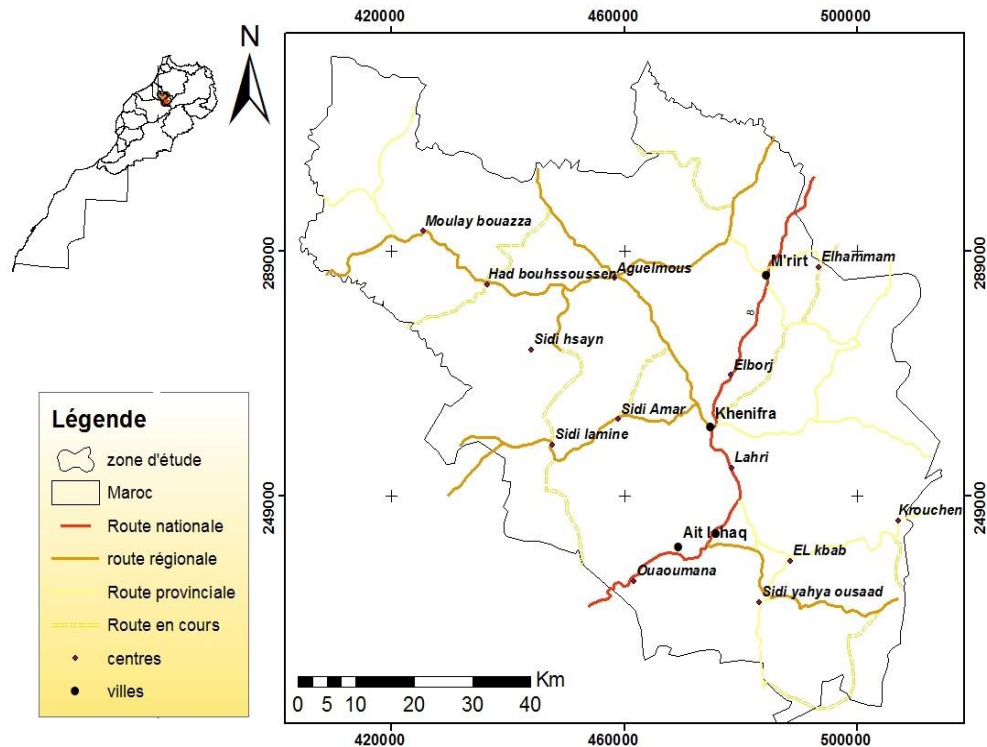 420000 460000 500000
N
289000 289000
249000 249000
Moulay bouazza
Had bouhssoussen
Aguelmous
M'rirt
Elhammam
8
Sidi hsayn
Elborj
Sidi Amar
Khenifra
Sidi lamine
Lahri
Krouchen
Ait Ishaq
EL kbab
Ouaoumana
Sidi yahya ousaad
Légende
zone d'étude
Maroc
Route nationale
route régionale
Route provinciale
Route en cours
centres
villes
Km
0 5 10 20 30 40
420000 460000 500000